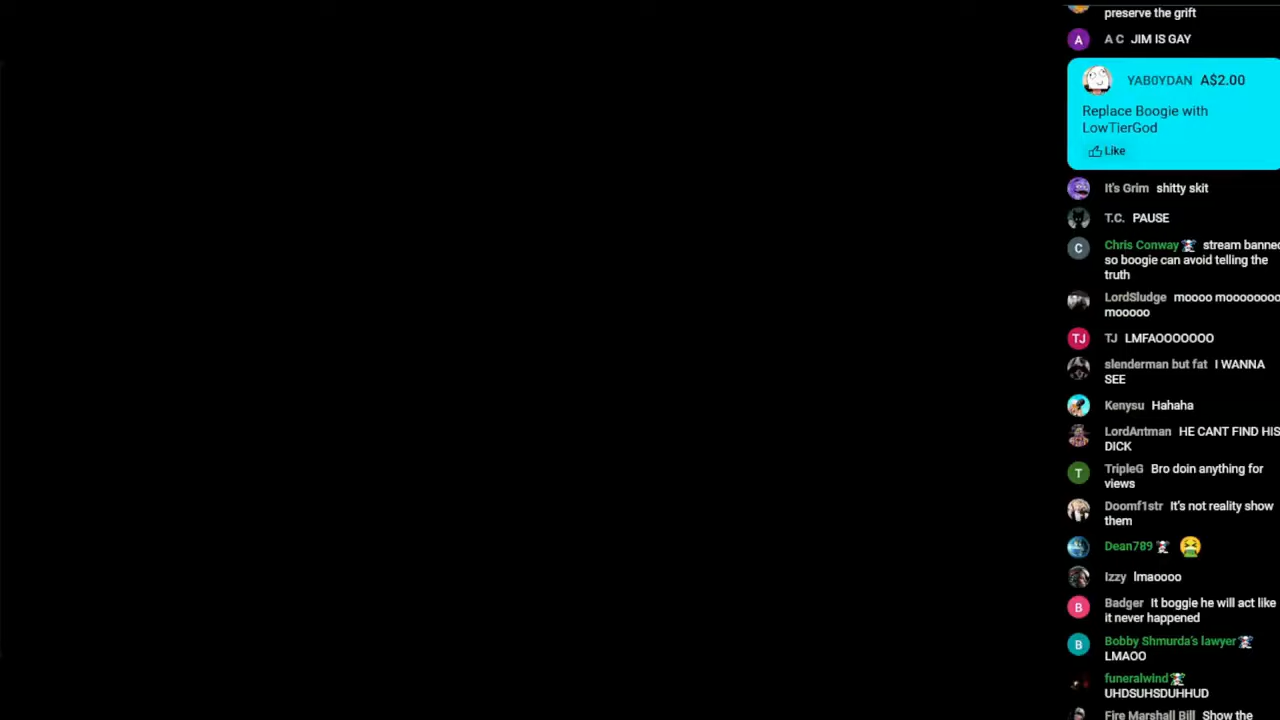 preserve the grift
A C JIM IS GAY
YAB0YDAN A$2.00
Replace Boogie with
LowTierGod
Like
It's Grim shitty skit
T.C. PAUSE
Chris Conway stream banned
so boogie can avoid telling the
truth
LordSludge moooo moooooooo
mooooo
TJ LMFAOOOOOOO
slenderman but fat I WANNA
SEE
Kenysu Hahaha
LordAntman HE CANT FIND HIS
DICK
TripleG Bro doin anything for
views
Doomf1str It's not reality show
them
Dean789
Izzy lmaoooo
Badger It boggie he will act like
it never happened
Bobby Shmurda's lawyer
LMAOO
funeralwind
UHDSUHSDUHHUD
Fire Marshall Bill Show the